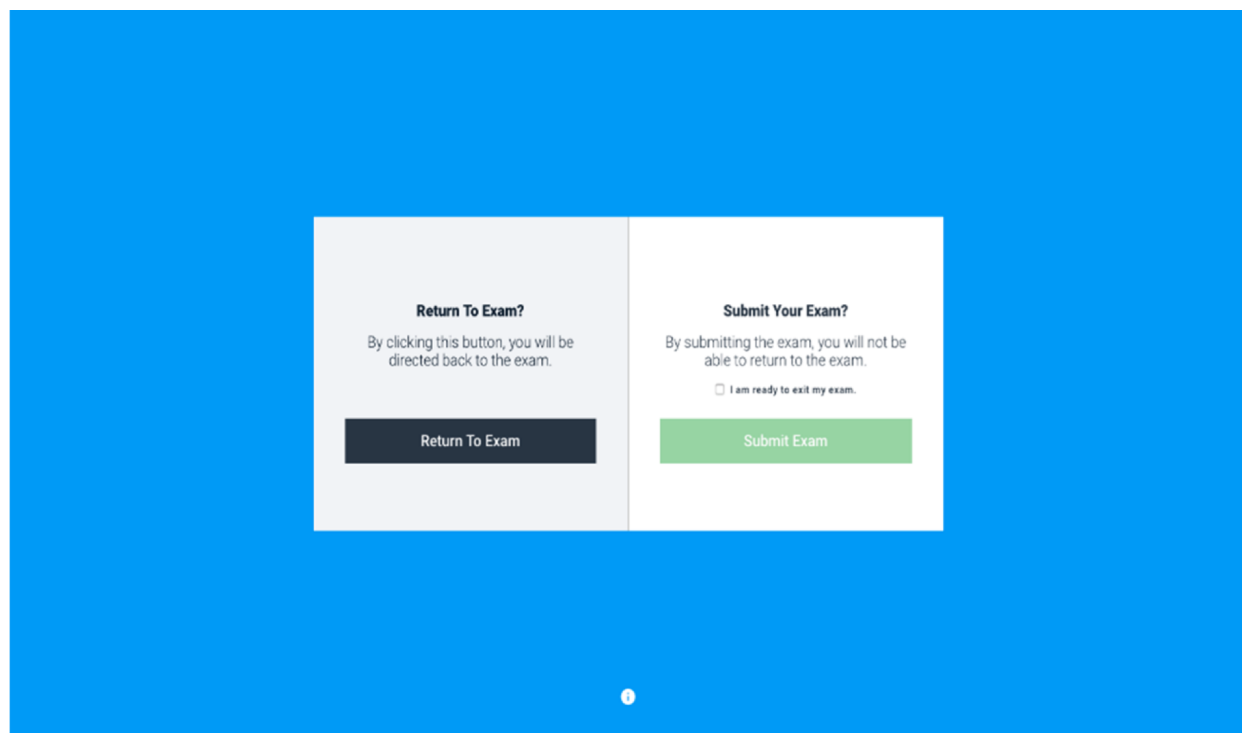 Return To Exam?
By clicking this button, you will be
directed back to the exam.
Return To Exam
Submit Your Exam?
By submitting the exam, you will not be
able to return to the exam.
I am ready to exit my exam.
Submit Exam